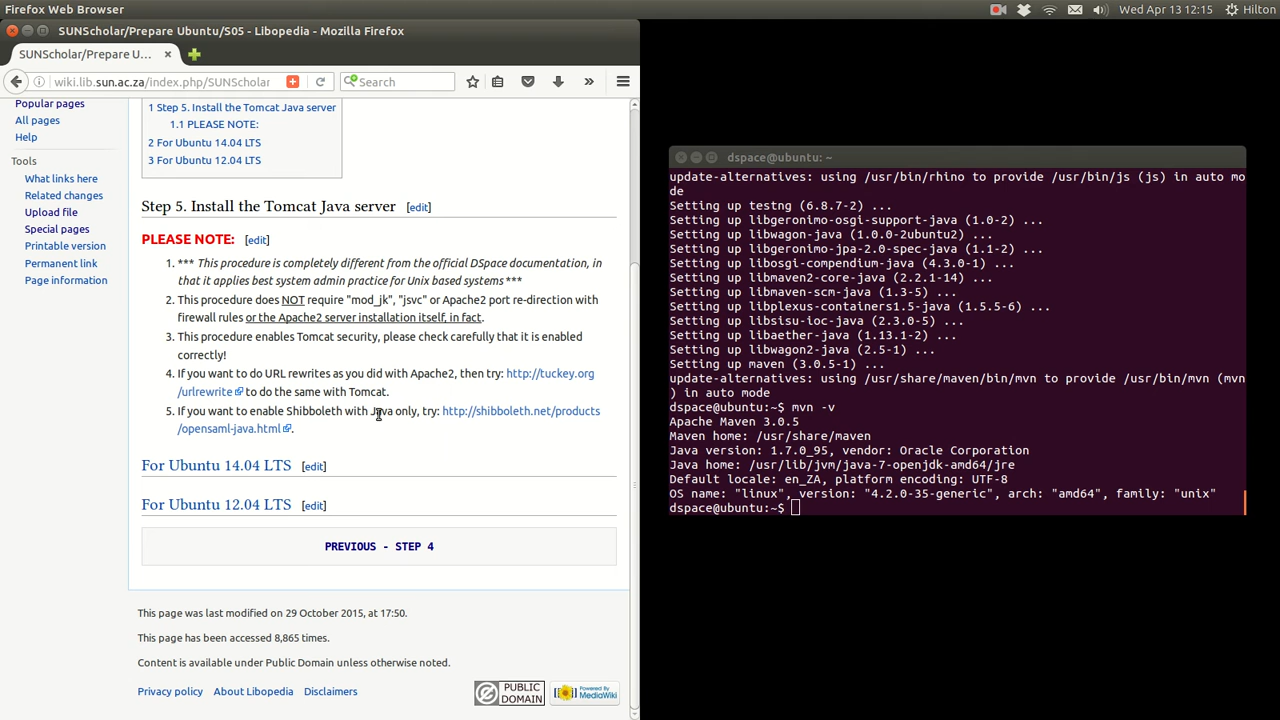 Firefox Web Browser
Wed Apr 13 12:15
Hilton
SUNScholar/Prepare Ubuntu/S05 - Libopedia - Mozilla Firefox
SUNScholar/Prepare U...
wiki.lib.sun.ac.za/index.php/SUNScholar
Search
Popular pages
All pages
Help
Tools
What links here
Related changes
Upload file
Special pages
Printable version
Permanent link
Page information
1 Step 5. Install the Tomcat Java server
1.1 PLEASE NOTE:
2 For Ubuntu 14.04 LTS
3 For Ubuntu 12.04 LTS
Step 5. Install the Tomcat Java server [edit]
PLEASE NOTE: [edit]
1. *** This procedure is completely different from the official DSpace documentation, in
that it applies best system admin practice for Unix based systems ***
2. This procedure does NOT require "mod_jk", "jsvc" or Apache2 port re-direction with
firewall rules or the Apache2 server installation itself, in fact.
3. This procedure enables Tomcat security, please check carefully that it is enabled
correctly!
4. If you want to do URL rewrites as you did with Apache2, then try: http://tuckey.org
/urlrewrite to do the same with Tomcat.
5. If you want to enable Shibboleth with Java only, try: http://shibboleth.net/products
/opensaml-java.html.
For Ubuntu 14.04 LTS [edit]
For Ubuntu 12.04 LTS [edit]
PREVIOUS - STEP 4
This page was last modified on 29 October 2015, at 17:50.
This page has been accessed 8,865 times.
Content is available under Public Domain unless otherwise noted.
Privacy policy About Libopedia Disclaimers
PUBLIC
DOMAIN
Powered By
MediaWiki
dspace@ubuntu: ~
update-alternatives: using /usr/bin/rhino to provide /usr/bin/js (js) in auto mo
de
Setting up testng (6.8.7-2) ...
Setting up libgeronimo-osgi-support-java (1.0-2) ...
Setting up libwagon-java (1.0.0-2ubuntu2) ...
Setting up libgeronimo-jpa-2.0-spec-java (1.1-2) ...
Setting up libosgi-compendium-java (4.3.0-1) ...
Setting up libmaven2-core-java (2.2.1-14) ...
Setting up libmaven-scm-java (1.3-5) ...
Setting up libplexus-containers1.5-java (1.5.5-6) ...
Setting up libsisu-ioc-java (2.3.0-5) ...
Setting up libaether-java (1.13.1-2) ...
Setting up libwagon2-java (2.5-1) ...
Setting up maven (3.0.5-1) ...
update-alternatives: using /usr/share/maven/bin/mvn to provide /usr/bin/mvn (mvn
) in auto mode
dspace@ubuntu:~$ mvn -v
Apache Maven 3.0.5
Maven home: /usr/share/maven
Java version: 1.7.0_95, vendor: Oracle Corporation
Java home: /usr/lib/jvm/java-7-openjdk-amd64/jre
Default locale: en_ZA, platform encoding: UTF-8
OS name: "linux", version: "4.2.0-35-generic", arch: "amd64", family: "unix"
dspace@ubuntu:~$